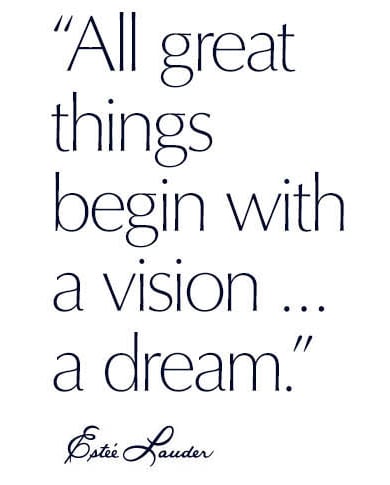 “All great
things
begin with
a vision ...
a dream.”
Estée Lauder